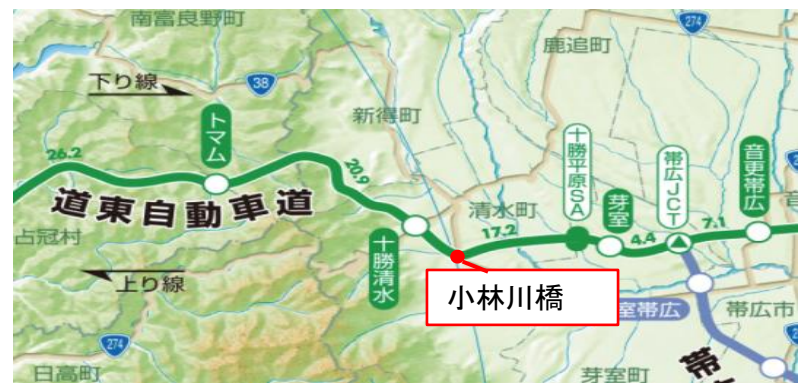 南富良野町
274
鹿追町
下り線
38
新得町
トマム
十勝平原SA
帯広JCT
音更帯広
26.2
20.9
芽室
道東自動車道
清水町
17.2
4.4
7.1
占冠村
十勝清水
上り線
小林川橋
室帯広
帯広市
274
日高町
芽室町
帯